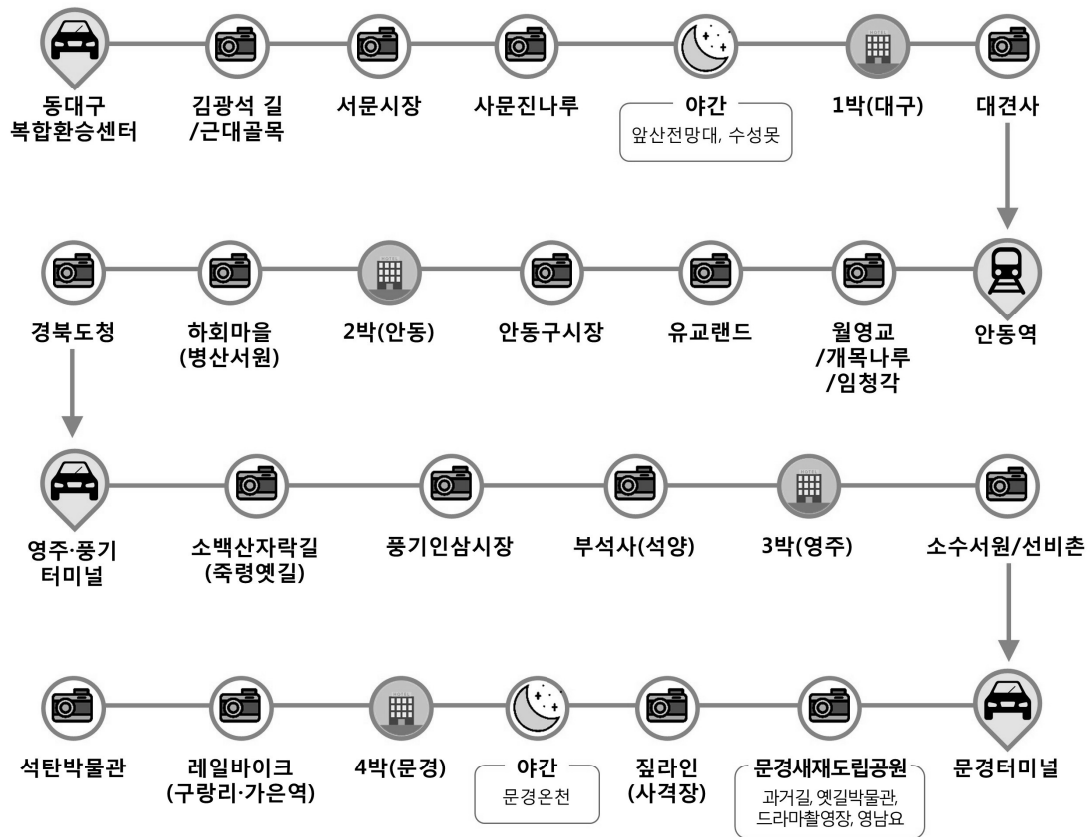 동대구
복합환승센터
김광석 길
/근대골목
서문시장
사문진나루
야간
앞산전망대, 수성못
1박(대구)
대견사
경북도청
하회마을
(병산서원)
2박(안동)
안동구시장
유교랜드
월영교
/개목나루
/임청각
안동역
영주·풍기
터미널
소백산자락길
(죽령옛길)
풍기인삼시장
부석사(석양)
3박(영주)
소수서원/선비촌
석탄박물관
레일바이크
(구랑리·가은역)
4박(문경)
야간
문경온천
짚라인
(사격장)
문경새재도립공원
과거길, 옛길박물관,
드라마촬영장, 영남요
문경터미널